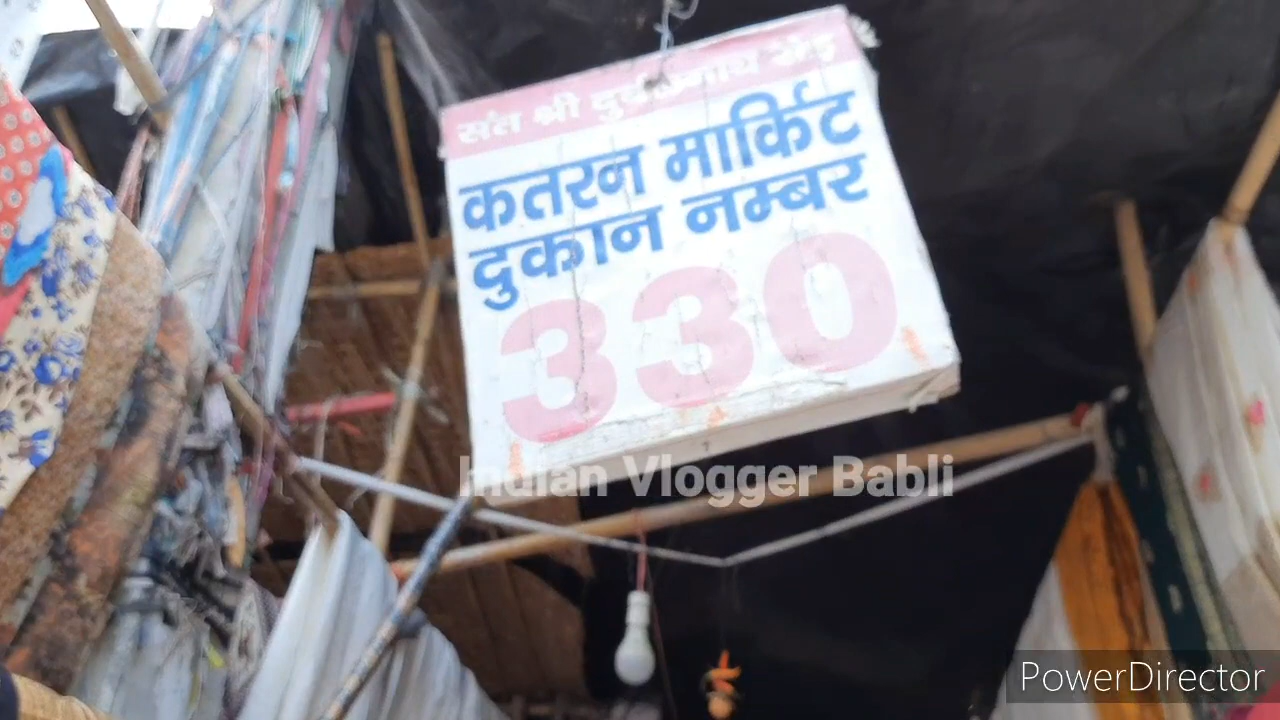 संत श्री
कतरन मार्किट
दुकान नम्बर
330
Indian Vlogger Babli
PowerDirector